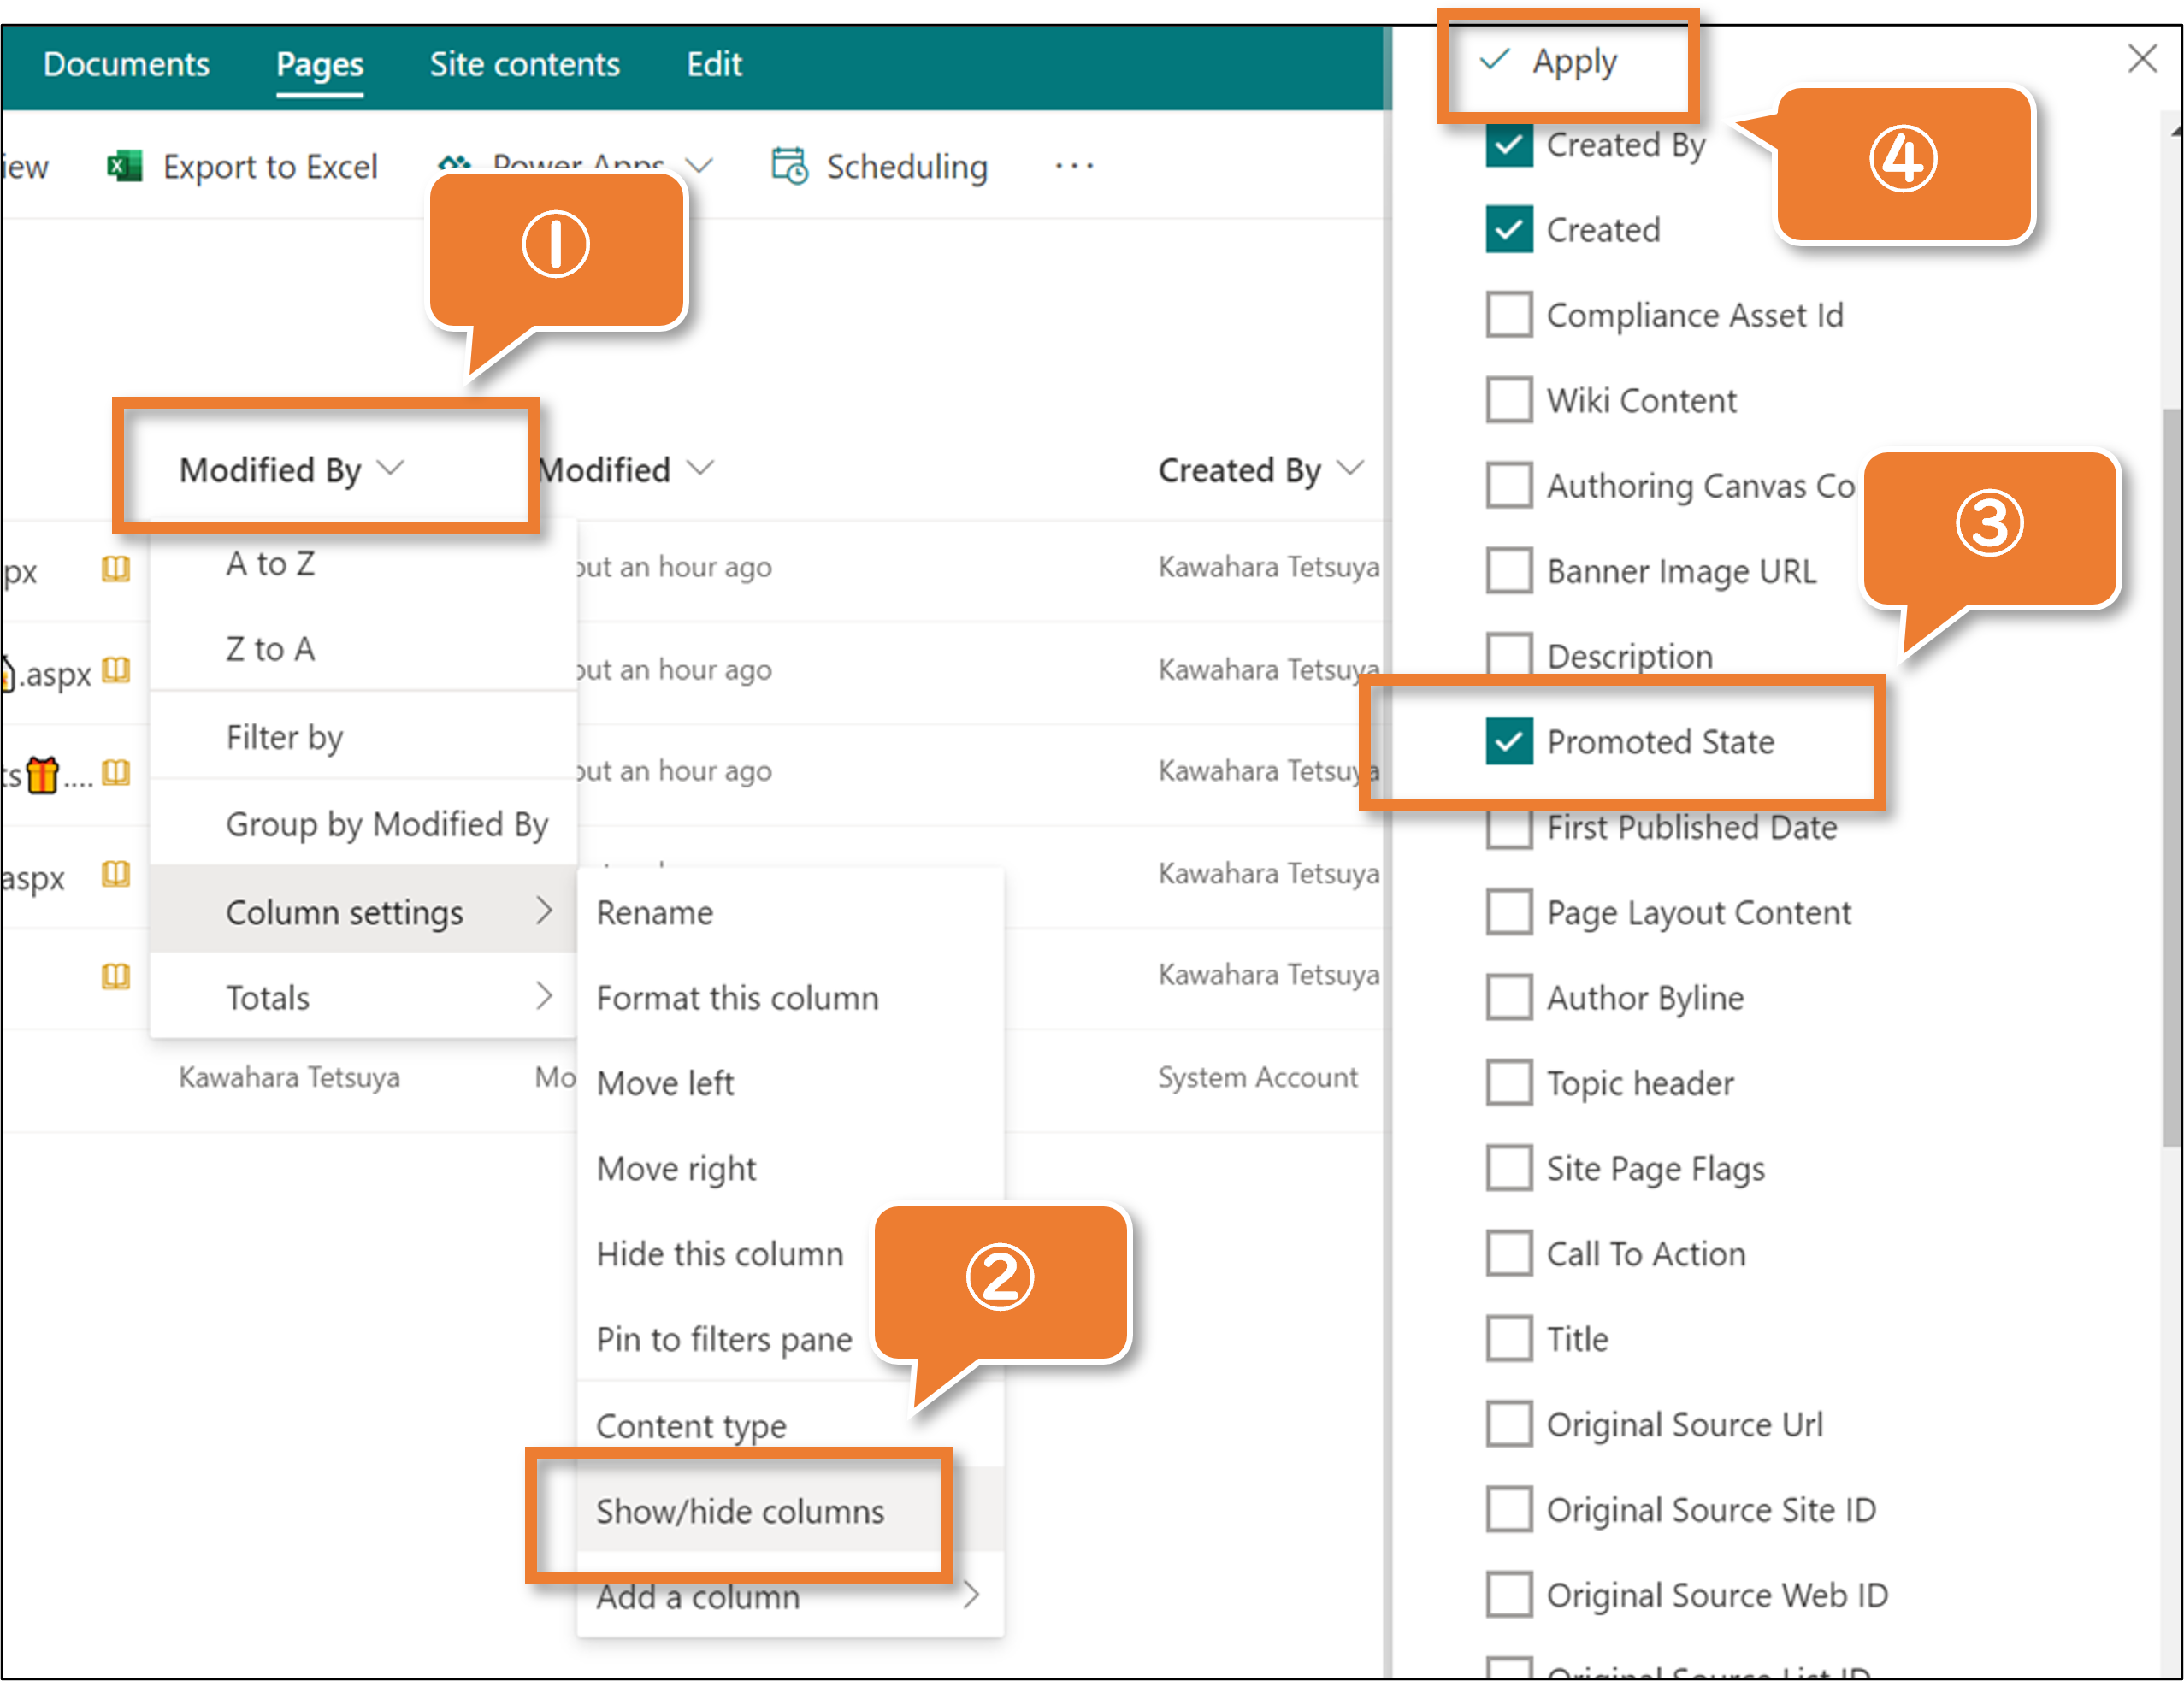 Documents Pages Site contents Edit
iew Export to Excel Power Apps Scheduling ...
①
Modified By Modified Created By
px out an hour ago Kawahara Tetsuya
.aspx out an hour ago Kawahara Tetsuya
ts🎁.... out an hour ago Kawahara Tetsuya
aspx Kawahara Tetsuya
Kawahara Tetsuya
Kawahara Tetsuya Mo System Account
A to Z
Z to A
Filter by
Group by Modified By
Column settings
Totals
Rename
Format this column
Move left
Move right
Hide this column
Pin to filters pane
②
Content type
Show/hide columns
Add a column
Apply
④
Created By
Created
Compliance Asset Id
Wiki Content
Authoring Canvas Co
③
Banner Image URL
Description
Promoted State
First Published Date
Page Layout Content
Author Byline
Topic header
Site Page Flags
Call To Action
Title
Original Source Url
Original Source Site ID
Original Source Web ID
Original Source List ID